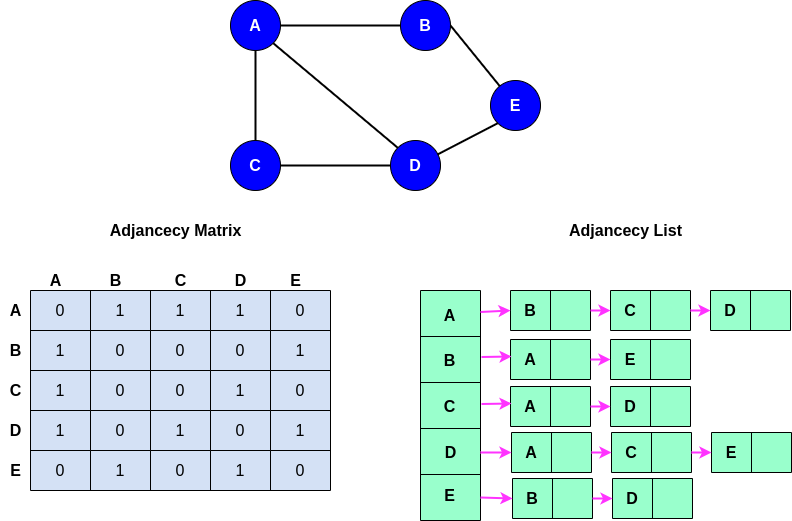 A B
E
C D
Adjancecy Matrix Adjancecy List
A B C D E
A 0 1 1 1 0
B 1 0 0 0 1
C 1 0 0 1 0
D 1 0 1 0 1
E 0 1 0 1 0
A B C D
B A E
C A D
D A C E
E B D